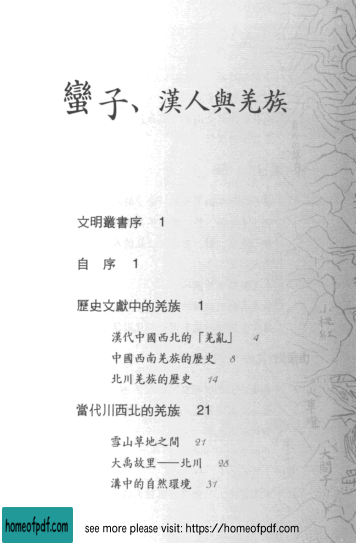 蠻子、漢人與羌族
文明叢書序 1
自 序 1
歷史文獻中的羌族 1
漢代中國西北的「羌亂」 4
中國西南羌族的歷史 8
北川羌族的歷史 14
當代川西北的羌族 21
雪山草地之間 21
大禹故里——北川 28
溝中的自然環境 31
homeofpdf.com
see more please visit: https://homeofpdf.com